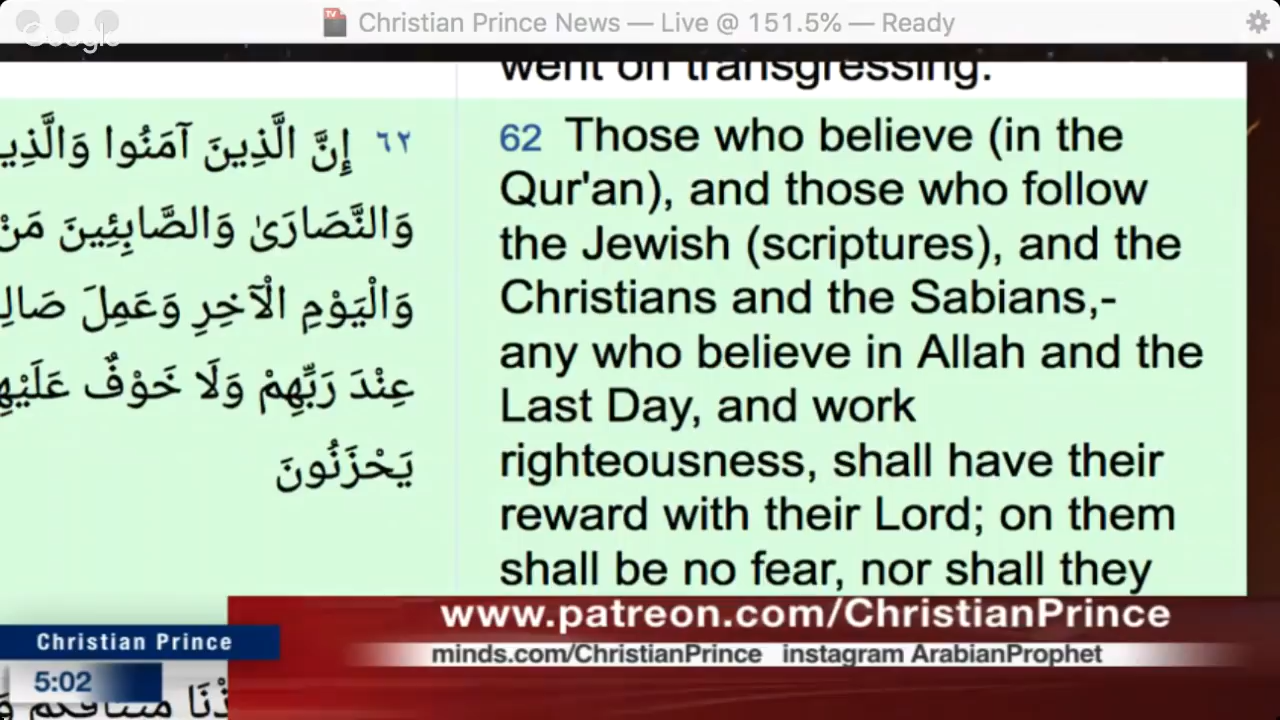 Christian Prince News — Live @ 151.5% — Ready
Google
went on transgressing.
٦٢ إِنَّ الَّذِينَ آمَنُوا
وَالنَّصَارَىٰ وَالصَّابِئِينَ مَنْ
وَالْيَوْمِ الْآخِرِ وَعَمِلَ
عِنْدَ رَبِّهِمْ وَلَا خَوْفٌ
يَحْزَنُونَ
62 Those who believe (in the
Qur'an), and those who follow
the Jewish (scriptures), and the
Christians and the Sabians,-
any who believe in Allah and the
Last Day, and work
righteousness, shall have their
reward with their Lord; on them
shall be no fear, nor shall they
www.patreon.com/ChristianPrince
minds.com/ChristianPrince instagram ArabianProphet
Christian Prince
5:02